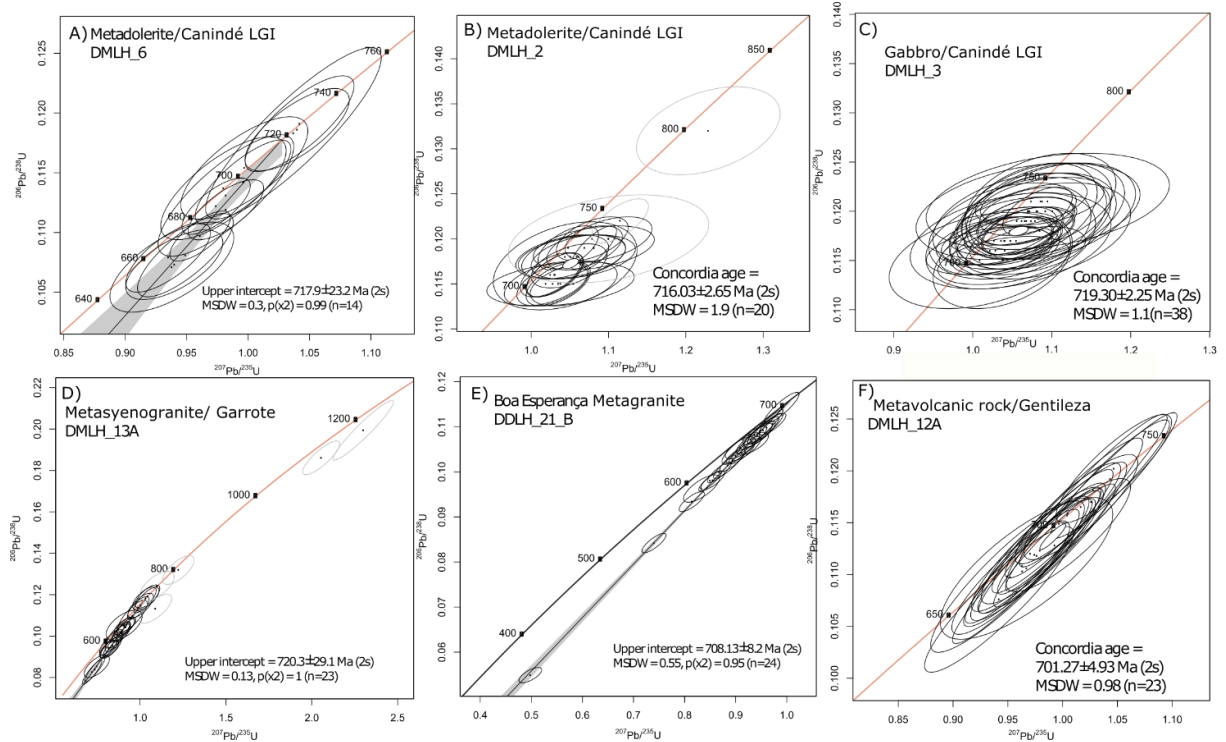 A) Metadolerite/Canindé LGI
DMLH_6
0.125
0.120
0.115
0.110
0.105
²⁰⁶Pb/²³⁸U
760
740
720
700
680
660
640
Upper intercept = 717.9±23.2 Ma (2s)
MSDW = 0.3, p(x2) = 0.99 (n=14)
0.85 0.90 0.95 1.00 1.05 1.10
²⁰⁷Pb/²³⁵U
B) Metadolerite/Canindé LGI
DMLH_2
0.140
0.135
0.130
0.125
0.120
0.115
0.110
²⁰⁶Pb/²³⁸U
850
800
750
700
Concordia age =
716.03±2.65 Ma (2s)
MSDW = 1.9 (n=20)
1.0 1.1 1.2 1.3
²⁰⁷Pb/²³⁵U
C)
Gabbro/Canindé LGI
DMLH_3
0.140
0.135
0.130
0.125
0.120
0.115
0.110
²⁰⁶Pb/²³⁸U
800
750
700
Concordia age =
719.30±2.25 Ma (2s)
MSDW = 1.1(n=38)
0.9 1.0 1.1 1.2 1.3
²⁰⁷Pb/²³⁵U
D)
Metasyenogranite/ Garrote
DMLH_13A
0.22
0.20
0.18
0.16
0.14
0.12
0.10
0.08
²⁰⁶Pb/²³⁸U
1200
1000
800
600
Upper intercept = 720.3±29.1 Ma (2s)
MSDW = 0.13, p(x2) = 1 (n=23)
1.0 1.5 2.0 2.5
²⁰⁷Pb/²³⁵U
E)
Boa Esperança Metagranite
DDLH_21_B
0.12
0.11
0.10
0.09
0.08
0.07
0.06
²⁰⁶Pb/²³⁸U
700
600
500
400
Upper intercept = 708.13±8.2 Ma (2s)
MSDW = 0.55, p(x2) = 0.95 (n=24)
0.4 0.5 0.6 0.7 0.8 0.9 1.0
²⁰⁷Pb/²³⁵U
F)
Metavolcanic rock/Gentileza
DMLH_12A
0.125
0.120
0.115
0.110
0.105
0.100
²⁰⁶Pb/²³⁸U
750
700
650
Concordia age =
701.27±4.93 Ma (2s)
MSDW = 0.98 (n=23)
0.85 0.90 0.95 1.00 1.05 1.10
²⁰⁷Pb/²³⁵U